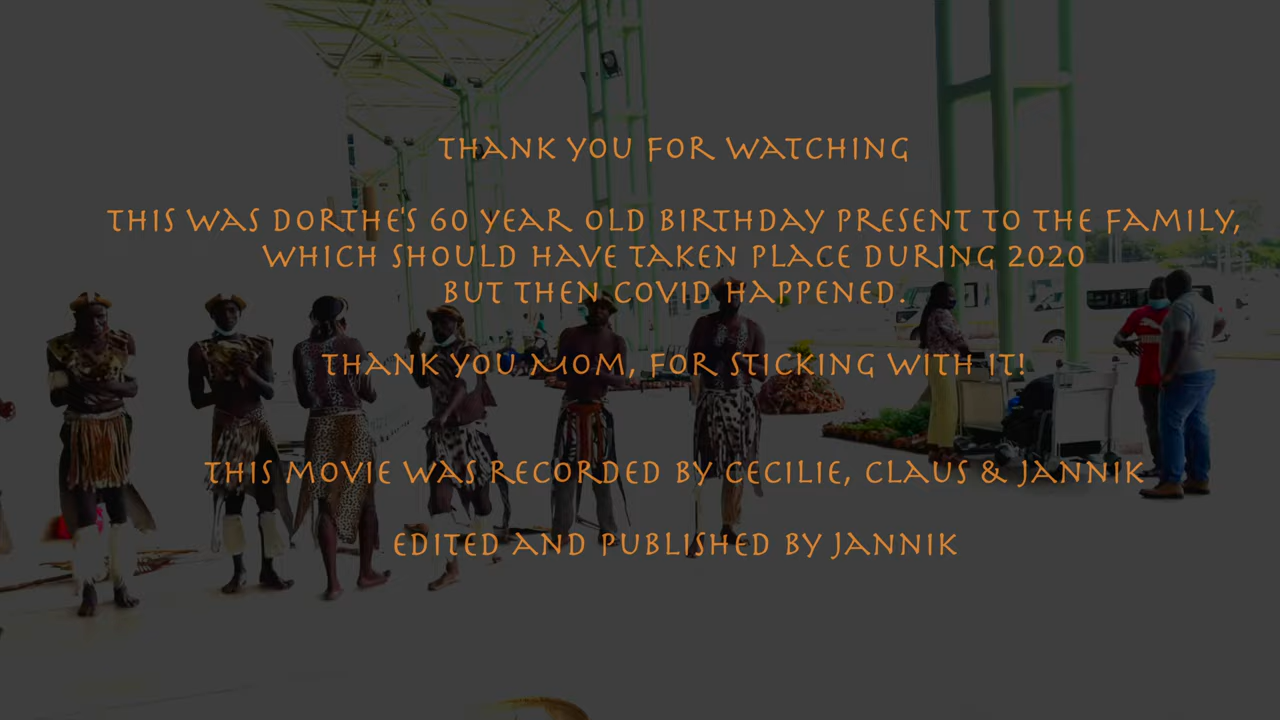 THANK YOU FOR WATCHING
THIS WAS DORTHE'S 60 YEAR OLD BIRTHDAY PRESENT TO THE FAMILY,
WHICH SHOULD HAVE TAKEN PLACE DURING 2020
BUT THEN COVID HAPPENED.
THANK YOU MOM, FOR STICKING WITH IT!
THIS MOVIE WAS RECORDED BY CECILIE, CLAUS & JANNIK
EDITED AND PUBLISHED BY JANNIK